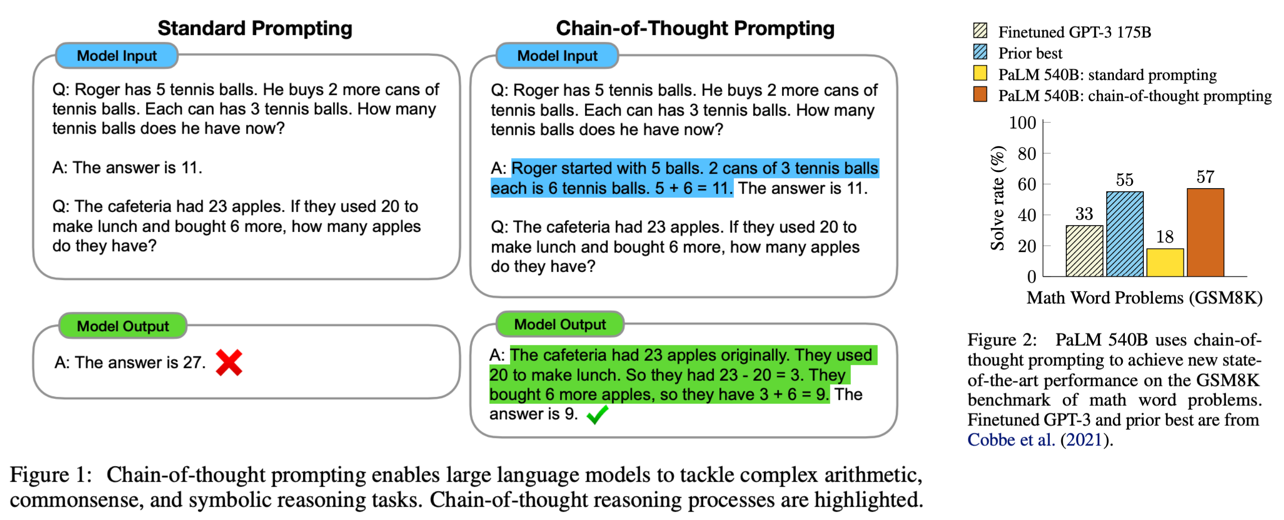 Standard Prompting
Model Input
Q: Roger has 5 tennis balls. He buys 2 more cans of
tennis balls. Each can has 3 tennis balls. How many
tennis balls does he have now?
A: The answer is 11.
Q: The cafeteria had 23 apples. If they used 20 to
make lunch and bought 6 more, how many apples
do they have?
Model Output
A: The answer is 27.
Chain-of-Thought Prompting
Model Input
Q: Roger has 5 tennis balls. He buys 2 more cans of
tennis balls. Each can has 3 tennis balls. How many
tennis balls does he have now?
A: Roger started with 5 balls. 2 cans of 3 tennis balls
each is 6 tennis balls. 5 + 6 = 11. The answer is 11.
Q: The cafeteria had 23 apples. If they used 20 to
make lunch and bought 6 more, how many apples
do they have?
Model Output
A: The cafeteria had 23 apples originally. They used
20 to make lunch. So they had 23 - 20 = 3. They
bought 6 more apples, so they have 3 + 6 = 9. The
answer is 9.
Figure 1: Chain-of-thought prompting enables large language models to tackle complex arithmetic,
commonsense, and symbolic reasoning tasks. Chain-of-thought reasoning processes are highlighted.
Finetuned GPT-3 175B
Prior best
PaLM 540B: standard prompting
PaLM 540B: chain-of-thought prompting
Solve rate (%)
100
80
60
40
20
0
33
55
18
57
Math Word Problems (GSM8K)
Figure 2: PaLM 540B uses chain-of-
thought prompting to achieve new state-
of-the-art performance on the GSM8K
benchmark of math word problems.
Finetuned GPT-3 and prior best are from
Cobbe et al. (2021).